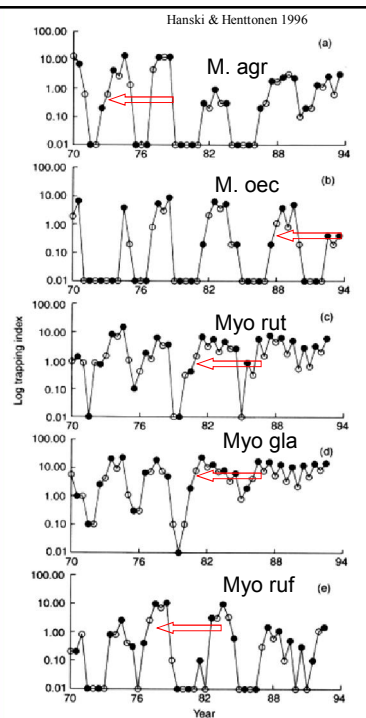 Hanski & Henttonen 1996
(a)
M. agr
100.00
10.00
1.00
0.10
0.01
70 76 82 88 94
(b)
M. oec
100.00
10.00
1.00
0.10
0.01
70 76 82 88 94
(c)
Myo rut
100.00
10.00
1.00
0.10
0.01
70 76 82 88 94
Log trapping index
(d)
Myo gla
100.00
10.00
1.00
0.10
0.01
70 76 82 88 94
(e)
Myo ruf
100.00
10.00
1.00
0.10
0.01
70 76 82 88 94
Year